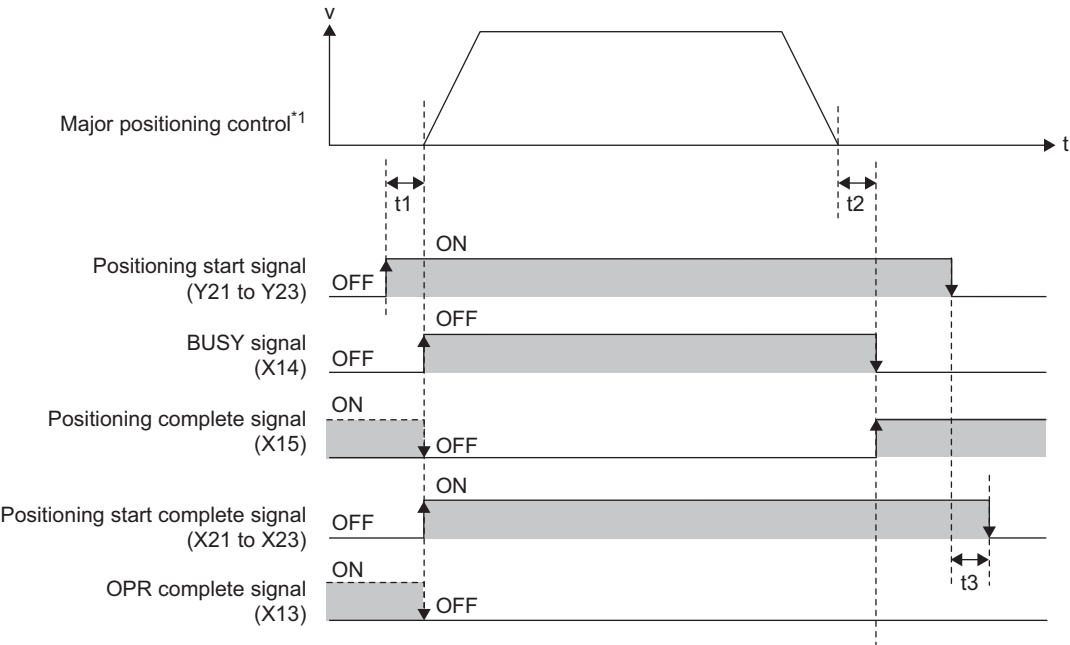 v
Major positioning control*1
t
t1
t2
ON
Positioning start signal
(Y21 to Y23)
OFF
OFF
BUSY signal
(X14)
OFF
ON
Positioning complete signal
(X15)
OFF
ON
Positioning start complete signal
(X21 to X23)
OFF
ON
t3
OPR complete signal
(X13)
OFF